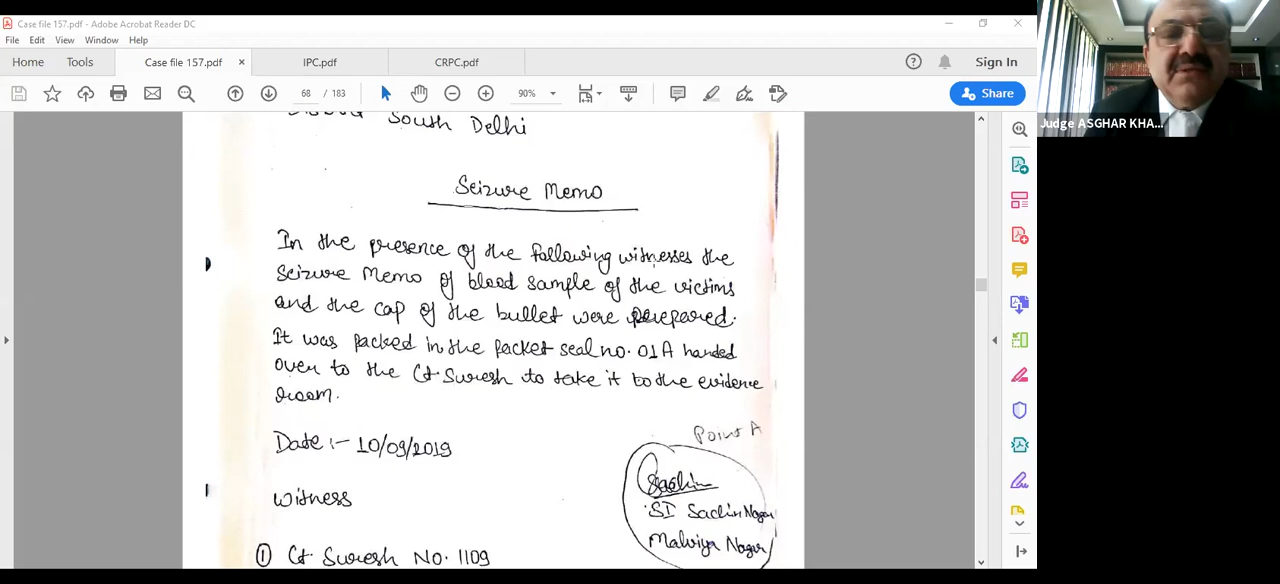 Case file 157.pdf - Adobe Acrobat Reader DC
File Edit View Window Help
Home Tools Case file 157.pdf × IPC.pdf CRPC.pdf Sign In
68 / 183 90% Share
South Delhi
Seizure Memo
In the presence of the following witnesses the
Seizure Memo of blood sample of the victims
and the cap of the bullet were prepared.
It was packed in the packet seal no. 01A handed
over to the Ct. Suresh to take it to the evidence
room.
Point A
Date :- 10/09/2019
Sachin
Witness
SI Sachin Nagar
Malviya Nagar
① Ct Suresh No. 1109
Judge ASGHAR KHA...